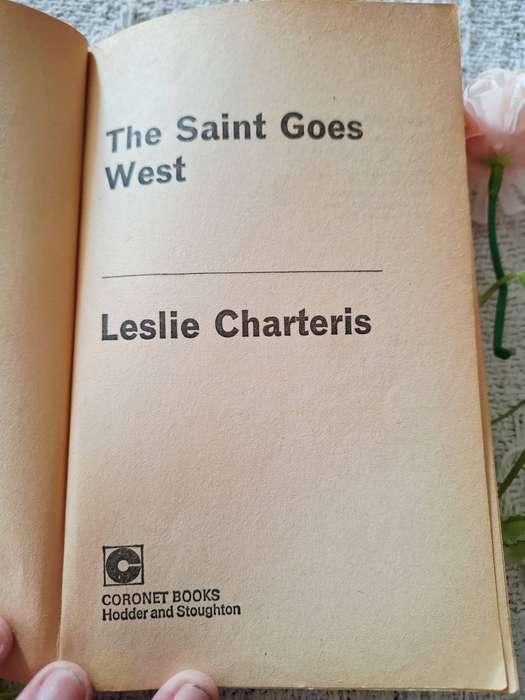 The Saint Goes
West
Leslie Charteris
CORONET BOOKS
Hodder and Stoughton